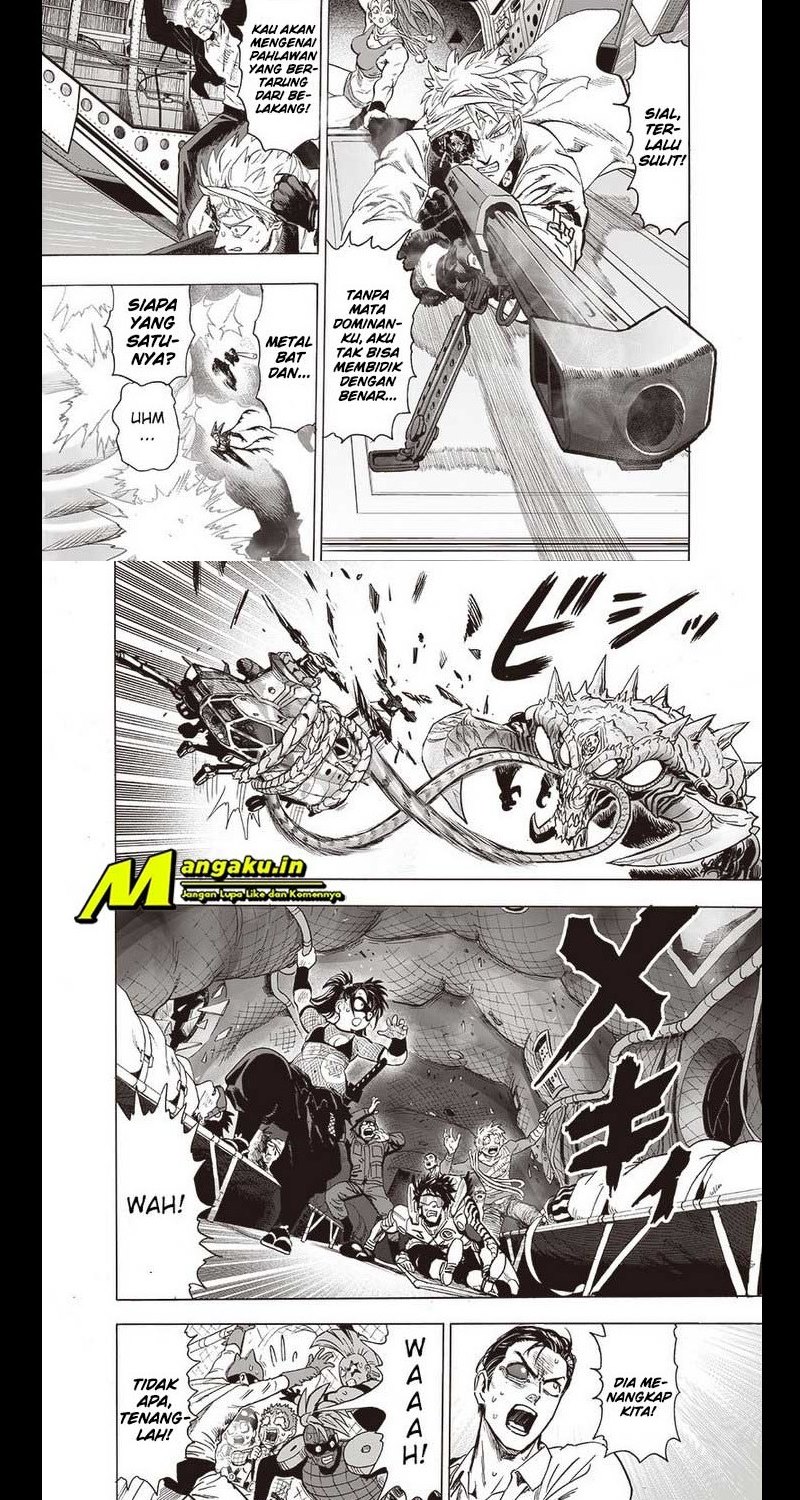 KAU AKAN
MENGENAI
PAHLAWAN
YANG BER-
TARUNG
DARI BE-
LAKANG!
SIAL,
TER-
LALU
SULIT!
TANPA
MATA
DOMINAN-
KU, AKU
TAK BISA
MEMBIDIK
DENGAN
BENAR...
METAL
BAT
DAN...
SIAPA
YANG
SATU-
NYA?
UHM
...
ビシッ
Mangaku.in
Jangan Lupa Like dan Komennya
メキィ
WAH!
DIA ME-
NANGKAP
KITA!
WAAAH!
TIDAK
APA,
TENANG-
LAH!